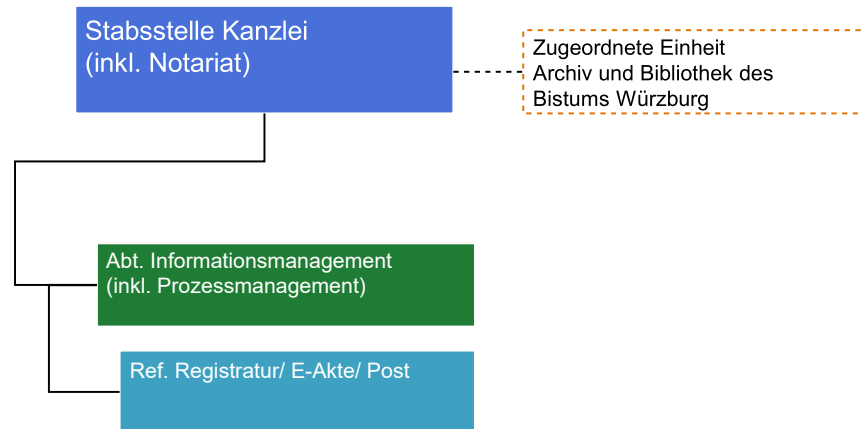 Stabsstelle Kanzlei
(inkl. Notariat)
Zugeordnete Einheit
Archiv und Bibliothek des
Bistums Würzburg
Abt. Informationsmanagement
(inkl. Prozessmanagement)
Ref. Registratur/ E-Akte/ Post